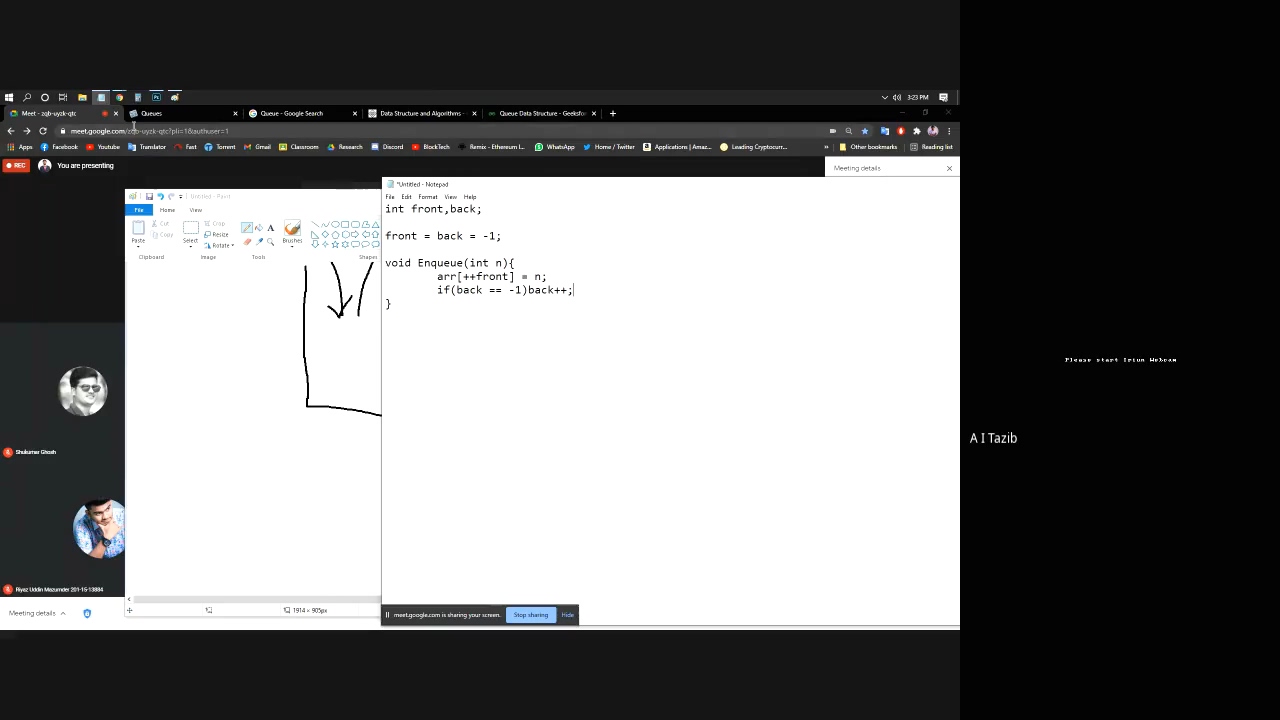 3:23 PM
Meet - zqb-uyzk-qtc
Queues
Queue - Google Search
Data Structure and Algorithms -
Queue Data Structure - Geeksfor
meet.google.com/zqb-uyzk-qtc?pli=1&authuser=1
Apps Facebook Youtube Translator Fast Torrent Gmail Classroom Research Discord BlockTech Remix - Ethereum I... WhatsApp Home / Twitter Applications | Amaz... Leading Cryptocurr... Other bookmarks Reading list
REC You are presenting
Meeting details
Untitled - Paint
File Home View
Paste Cut Copy
Select Crop Resize Rotate
Brushes
Clipboard Image Tools Shapes
*Untitled - Notepad
File Edit Format View Help
int front,back;
front = back = -1;
void Enqueue(int n){
arr[++front] = n;
if(back == -1)back++;
}
Please start Iriun Webcam
A I Tazib
Shukumar Ghosh
Riyaz Uddin Mazumder 201-15-13884
Meeting details
1914 × 905px
meet.google.com is sharing your screen. Stop sharing Hide